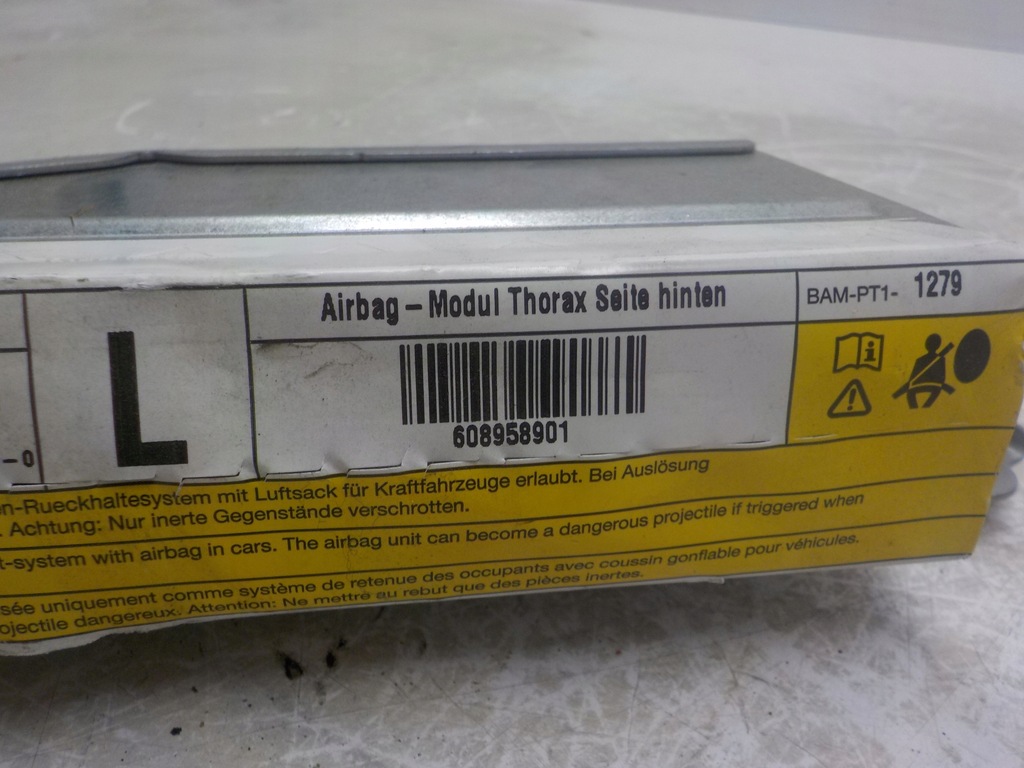 Airbag – Modul Thorax Seite hinten
BAM-PT1- 1279
L
608958901
–0
n-Rueckhaltesystem mit Luftsack für Kraftfahrzeuge erlaubt. Bei Auslösung
. Achtung: Nur inerte Gegenstände verschrotten.
t-system with airbag in cars. The airbag unit can become a dangerous projectile if triggered when
sée uniquement comme système de retenue des occupants avec coussin gonflable pour véhicules.
ojectile dangereux. Attention: Ne mettre au rebut que des pièces inertes.